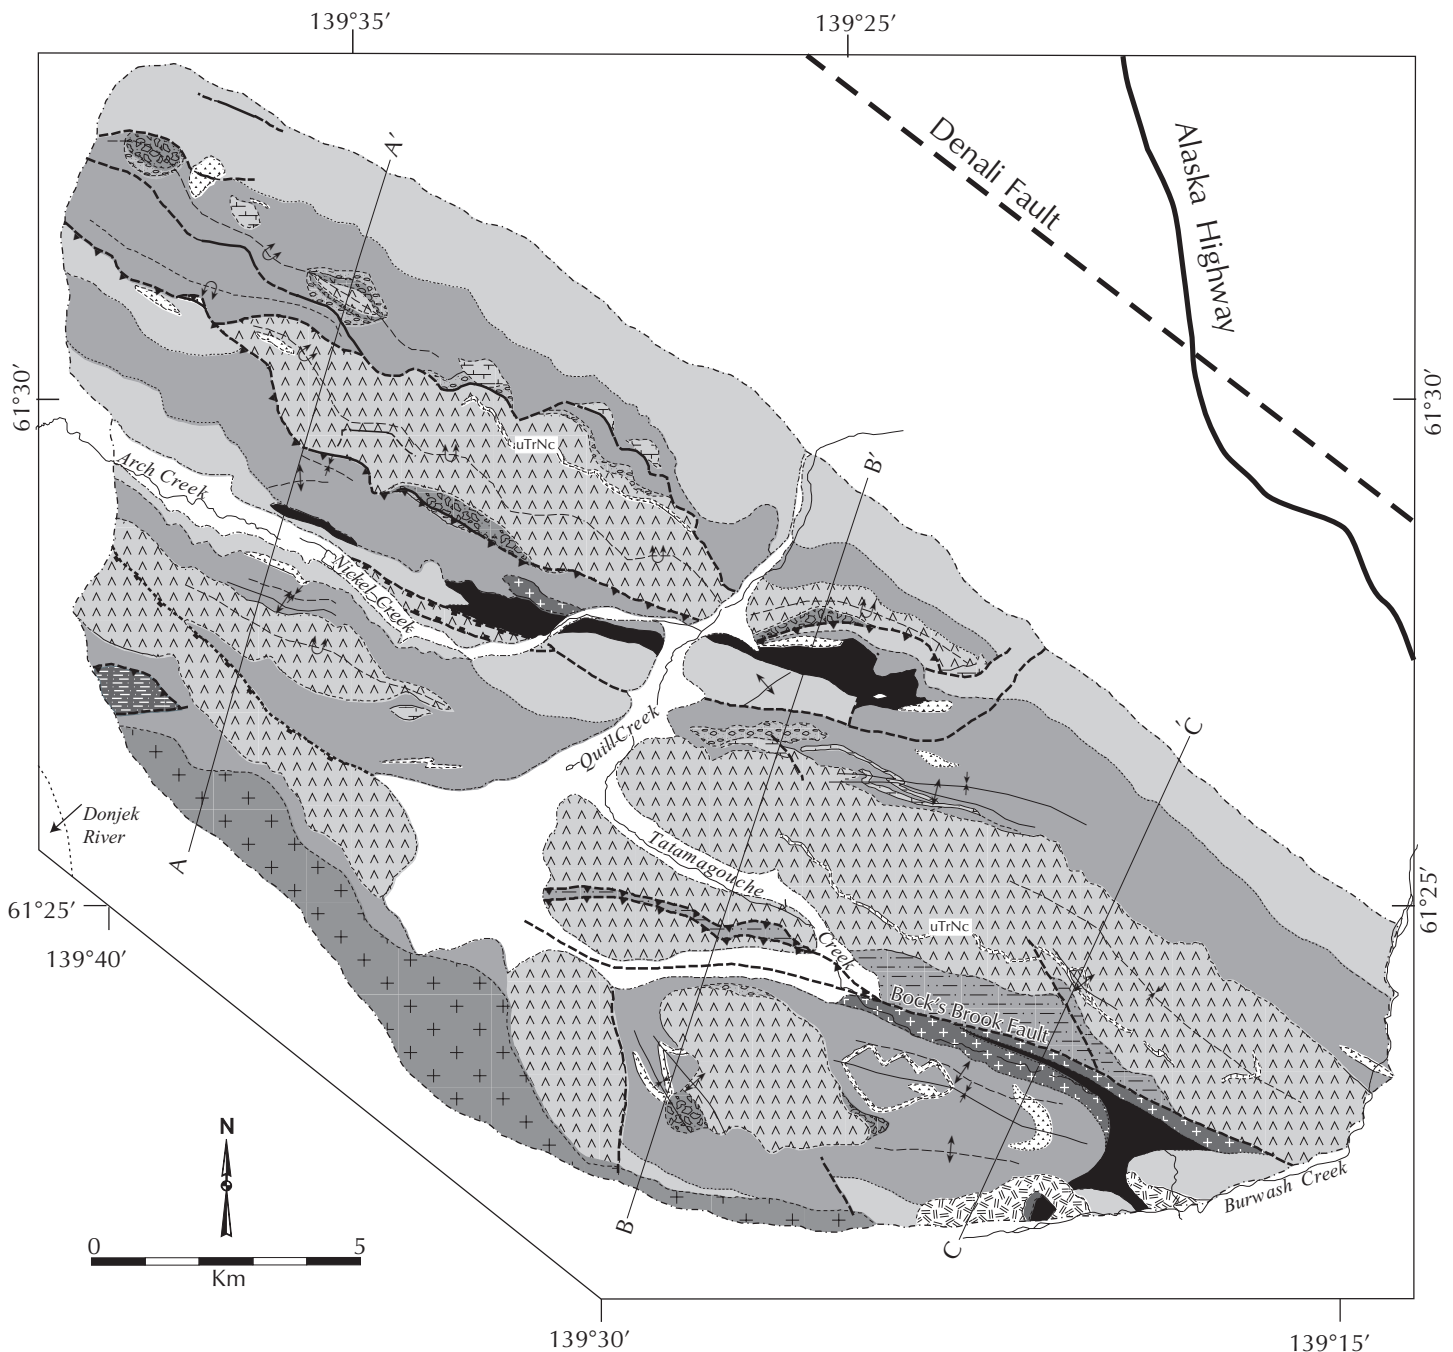 139°35′
139°25′
A′
Denali Fault
Alaska Highway
61°30′
61°30′
uTrNc
B′
Arch Creek
Nickel Creek
C′
Quill Creek
Donjek
River
A
Tatamagouche
Creek
61°25′
61°25′
uTrNc
139°40′
Bock's Brook Fault
N
Burwash Creek
B
C
0
5
Km
139°30′
139°15′